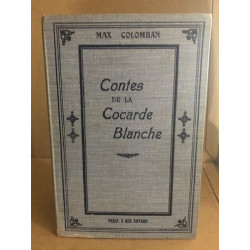 MAX COLOMBAN
Contes
DE LA
Cocarde
Blanche